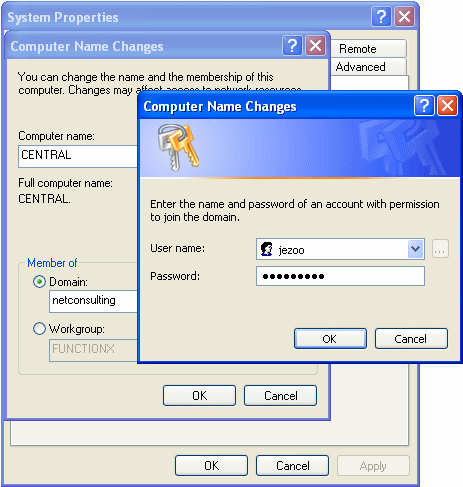 System Properties
Computer Name Changes
Remote
Advanced
You can change the name and the membership of this
computer. Changes may affect access to network resources.
Computer name:
CENTRAL
Full computer name:
CENTRAL.
Member of
Domain:
netconsulting
Workgroup:
FUNCTIONX
OK
Cancel
Computer Name Changes
Enter the name and password of an account with permission
to join the domain.
User name:
jezoo
...
Password:
●●●●●●●●●
OK
Cancel
OK
Cancel
Apply